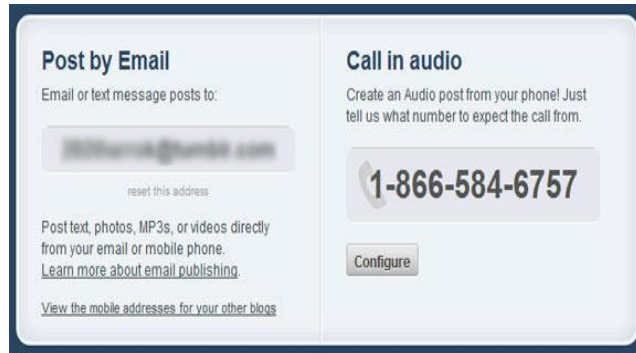 Post by Email
Email or text message posts to:
reset this address
Post text, photos, MP3s, or videos directly
from your email or mobile phone.
Learn more about email publishing.
View the mobile addresses for your other blogs
Call in audio
Create an Audio post from your phone! Just
tell us what number to expect the call from.
1-866-584-6757
Configure